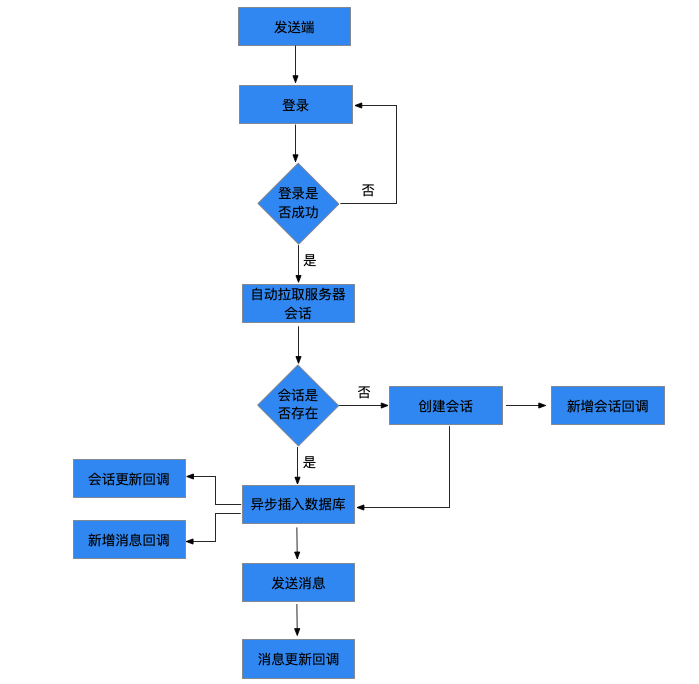 发送端
登录
登录是
否成功
否
是
自动拉取服务器
会话
会话是
否存在
否
创建会话
新增会话回调
是
会话更新回调
异步插入数据库
新增消息回调
发送消息
消息更新回调